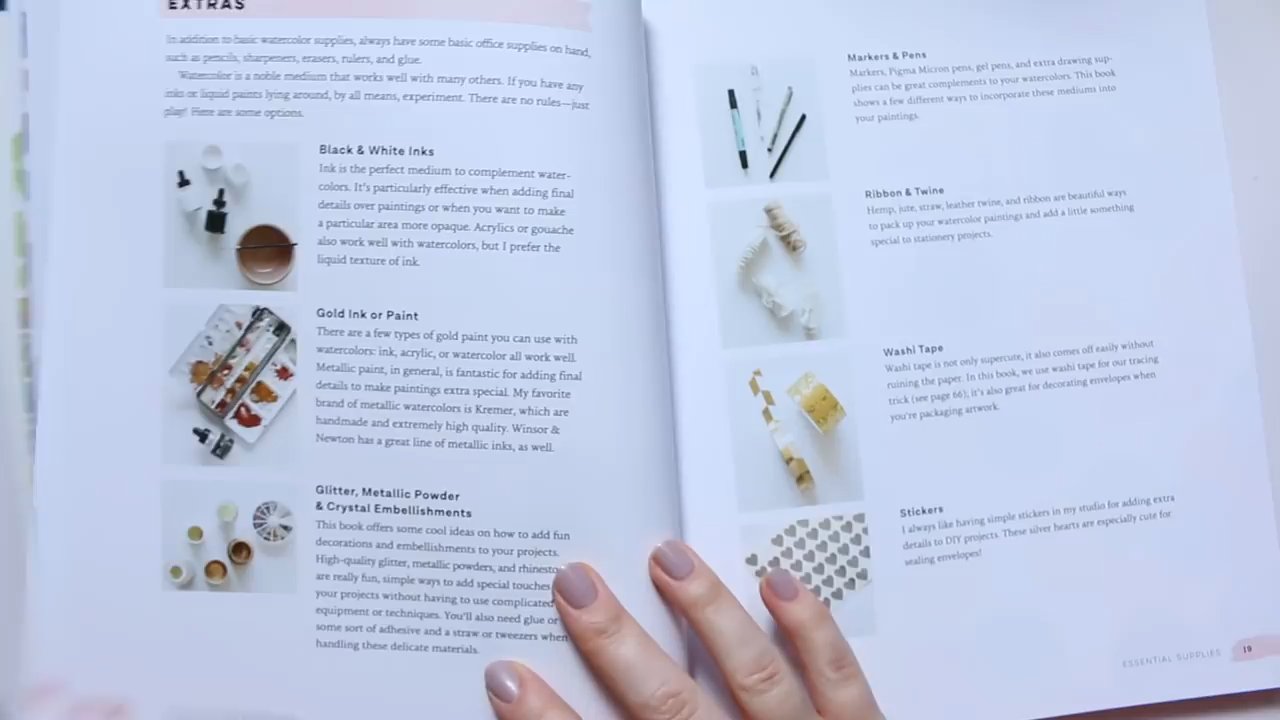 EXTRAS
In addition to basic watercolor supplies, always have some basic office supplies on hand,
such as pencils, sharpeners, erasers, rulers, and glue.
Watercolor is a noble medium that works well with many others. If you have any
inks or liquid paints lying around, by all means, experiment. There are no rules—just
play! Here are some options.
Black & White Inks
Ink is the perfect medium to complement water-
colors. It's particularly effective when adding final
details over paintings or when you want to make
a particular area more opaque. Acrylics or gouache
also work well with watercolors, but I prefer the
liquid texture of ink.
Gold Ink or Paint
There are a few types of gold paint you can use with
watercolors: ink, acrylic, or watercolor all work well.
Metallic paint, in general, is fantastic for adding final
details to make paintings extra special. My favorite
brand of metallic watercolors is Kremer, which are
handmade and extremely high quality. Winsor &
Newton has a great line of metallic inks, as well.
Glitter, Metallic Powder
& Crystal Embellishments
This book offers some cool ideas on how to add fun
decorations and embellishments to your projects.
High-quality glitter, metallic powders, and
are really fun, simple ways to add special touches
your projects without having to use complicated
equipment or techniques. You'll also need glue or
some sort of adhesive and a straw or tweezers when
handling these delicate materials.
Markers & Pens
Markers, Pigma Micron pens, gel pens, and extra drawing sup-
plies can be great complements to your watercolors. This book
shows a few different ways to incorporate these mediums into
your paintings.
Ribbon & Twine
Hemp, jute, straw, leather twine, and ribbon are beautiful ways
to pack up your watercolor paintings and add a little something
special to stationery projects.
Washi Tape
Washi tape is not only supercute, it also comes off easily without
ruining the paper. In this book, we use washi tape for our tracing
trick (see page 66); it's also great for decorating envelopes when
you're packaging artwork.
Stickers
I always like having simple stickers in my studio for adding extra
details to DIY projects. These silver hearts are especially cute for
sealing envelopes!
ESSENTIAL SUPPLIES 19